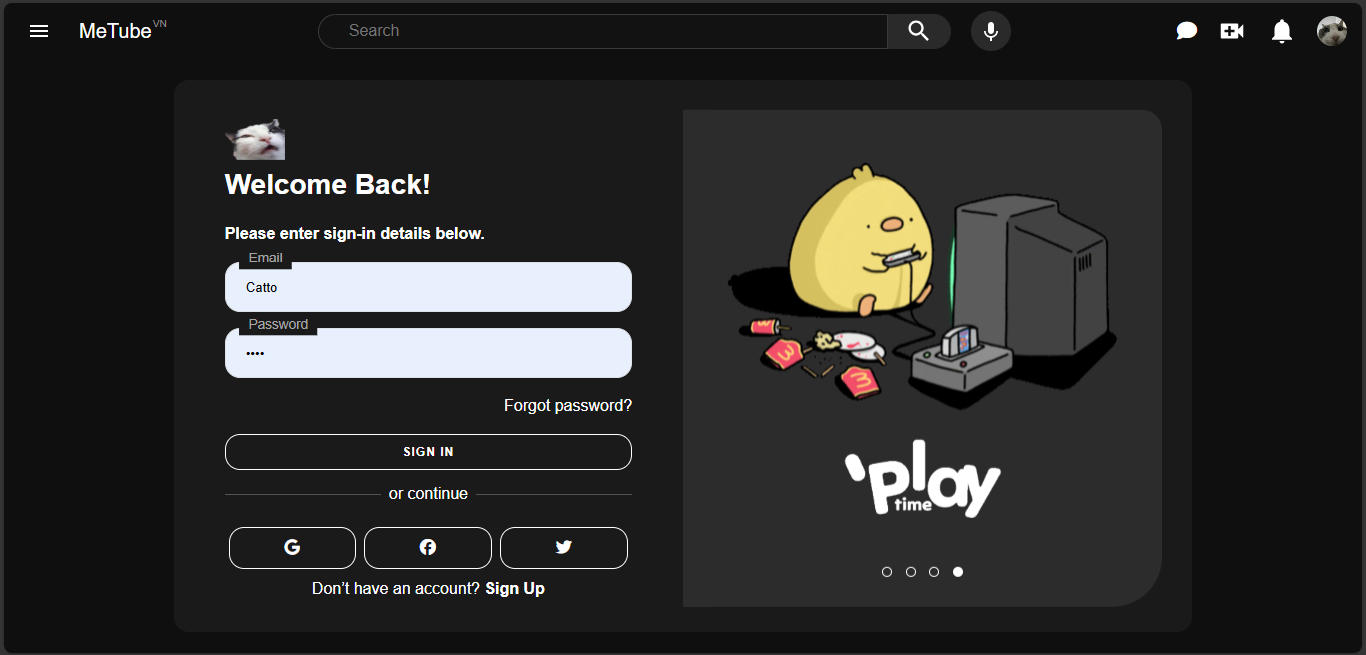 MeTube VN
Search
Welcome Back!
Please enter sign-in details below.
Email
Catto
Password
••••
Forgot password?
SIGN IN
or continue
G
Don’t have an account? Sign Up
'play
time